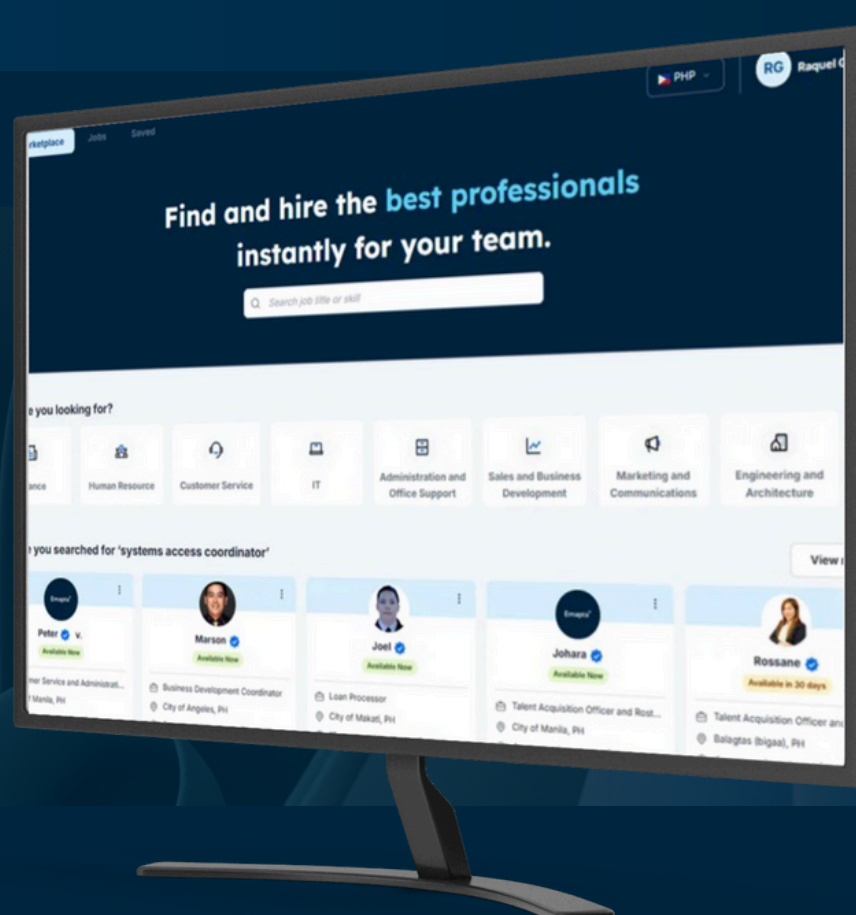 rketplace Jobs Saved
PHP
RG Raquel G
Find and hire the best professionals
instantly for your team.
Search job title or skill
e you looking for?
ance
Human Resource
Customer Service
IT
Administration and
Office Support
Sales and Business
Development
Marketing and
Communications
Engineering and
Architecture
e you searched for 'systems access coordinator'
View
Emapta
Peter V.
Available Now
mer Service and Administrati...
Manila, PH
Marson
Available Now
Business Development Coordinator
City of Angeles, PH
Joel
Available Now
Loan Processor
City of Makati, PH
Emapta
Johara
Available Now
Talent Acquisition Officer and Rost...
City of Manila, PH
Rossane
Available in 30 days
Talent Acquisition Officer and
Balagtas (bigaa), PH